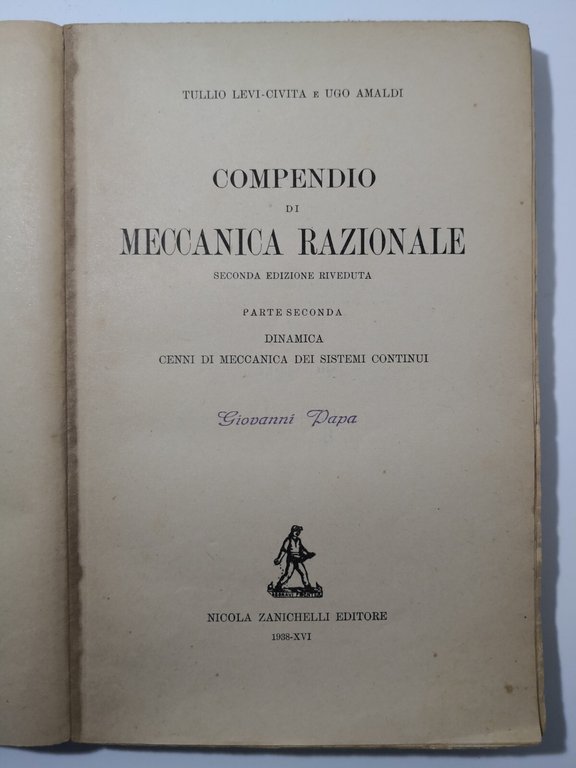 TULLIO LEVI-CIVITA E UGO AMALDI
COMPENDIO
DI
MECCANICA RAZIONALE
SECONDA EDIZIONE RIVEDUTA
PARTE SECONDA
DINAMICA
CENNI DI MECCANICA DEI SISTEMI CONTINUI
Giovanni Papa
NICOLA ZANICHELLI EDITORE
1938-XVI